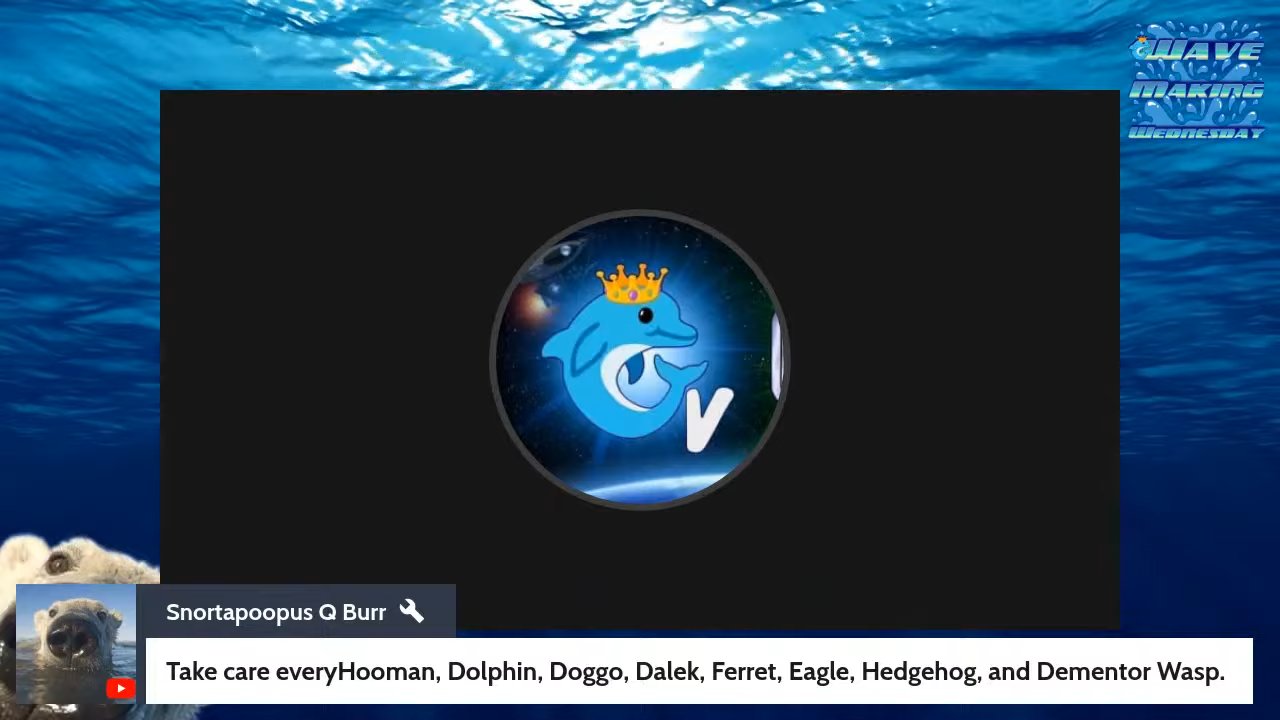 WAVE
MAKING
WEDNESDAY
V
Snortapoopus Q Burr
Take care everyHooman, Dolphin, Doggo, Dalek, Ferret, Eagle, Hedgehog, and Dementor Wasp.